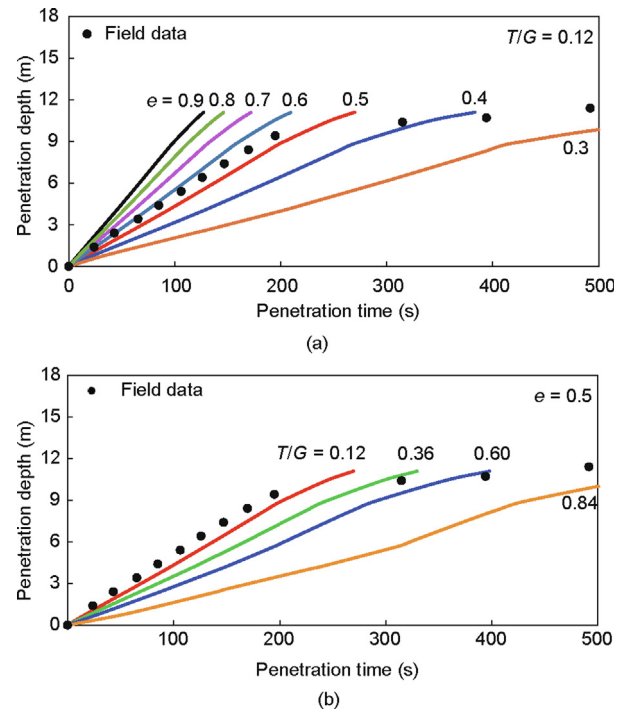 18
15
12
9
6
3
0
Penetration depth (m)
Field data
T/G = 0.12
e = 0.9 0.8 0.7 0.6 0.5 0.4
0.3
0 100 200 300 400 500
Penetration time (s)
(a)
18
15
12
9
6
3
0
Penetration depth (m)
Field data
e = 0.5
T/G = 0.12 0.36 0.60
0.84
100 200 300 400 500
Penetration time (s)
(b)